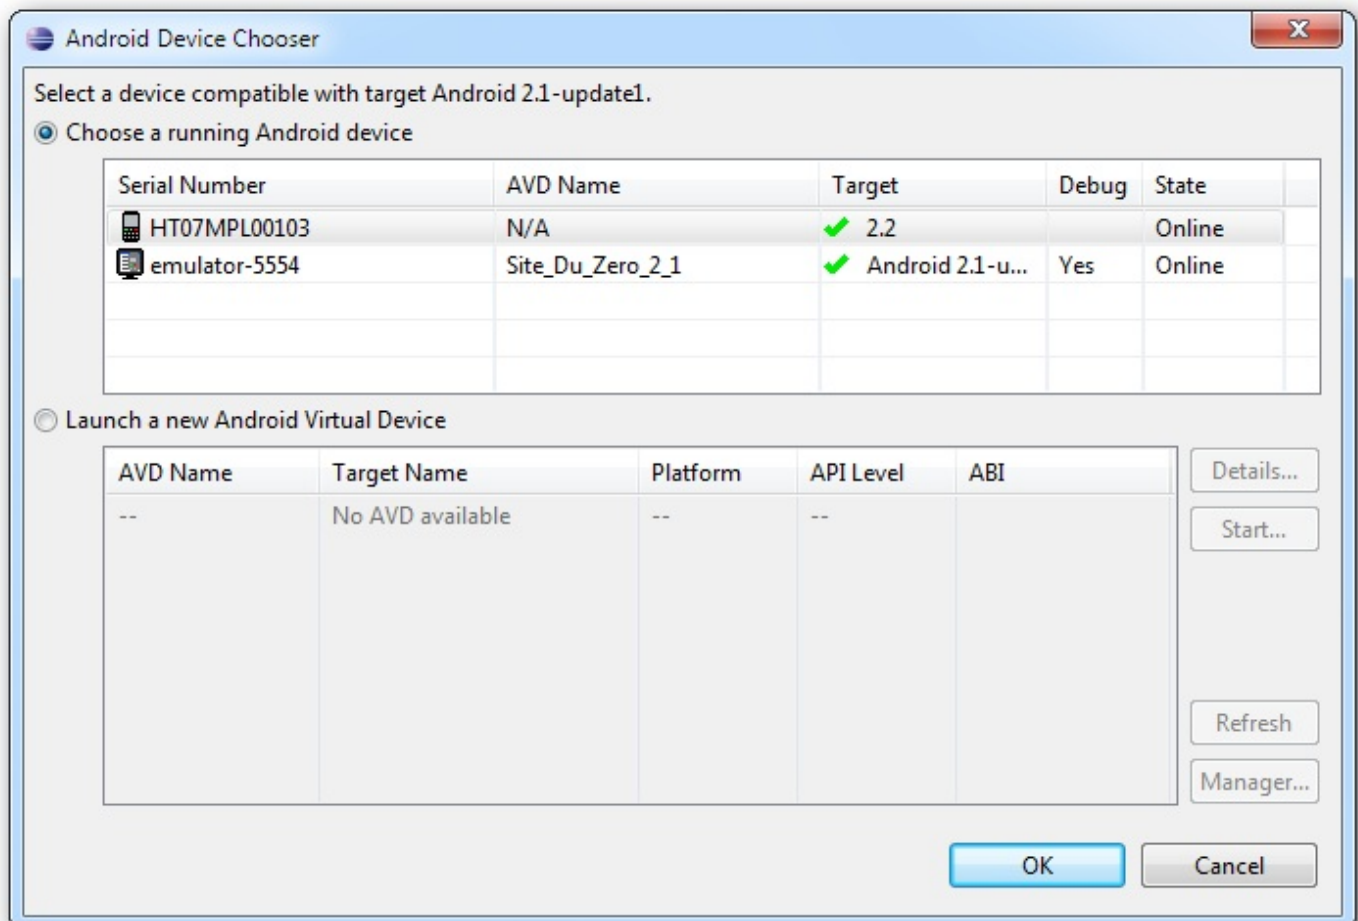 Android Device Chooser
Select a device compatible with target Android 2.1-update1.
Choose a running Android device
Serial Number AVD Name Target Debug State
HT07MPL00103 N/A 2.2 Online
emulator-5554 Site_Du_Zero_2_1 Android 2.1-u... Yes Online
Launch a new Android Virtual Device
AVD Name Target Name Platform API Level ABI
-- No AVD available -- --
Details...
Start...
Refresh
Manager...
OK Cancel